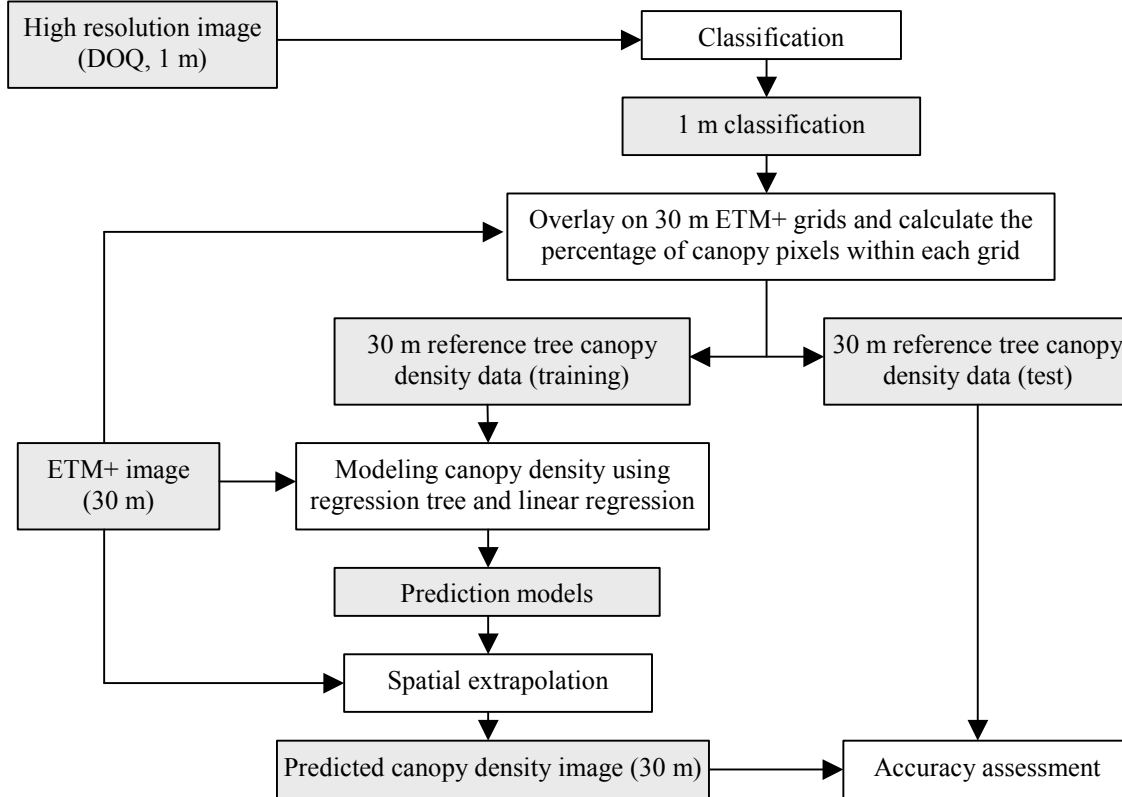 High resolution image
(DOQ, 1 m)
Classification
1 m classification
Overlay on 30 m ETM+ grids and calculate the
percentage of canopy pixels within each grid
30 m reference tree canopy
density data (training)
30 m reference tree canopy
density data (test)
ETM+ image
(30 m)
Modeling canopy density using
regression tree and linear regression
Prediction models
Spatial extrapolation
Predicted canopy density image (30 m)
Accuracy assessment